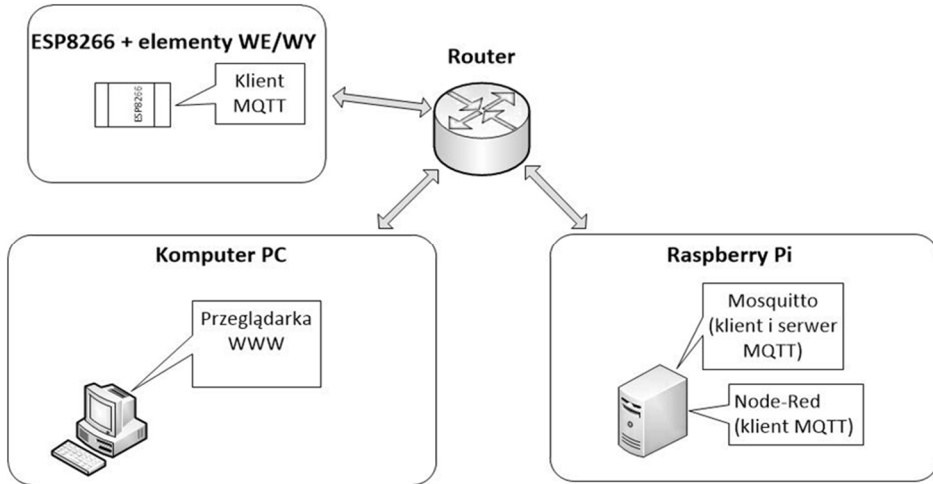 ESP8266 + elementy WE/WY
ESP8266
Klient
MQTT
Router
Komputer PC
Przeglądarka
WWW
Raspberry Pi
Mosquitto
(klient i serwer
MQTT)
Node-Red
(klient MQTT)